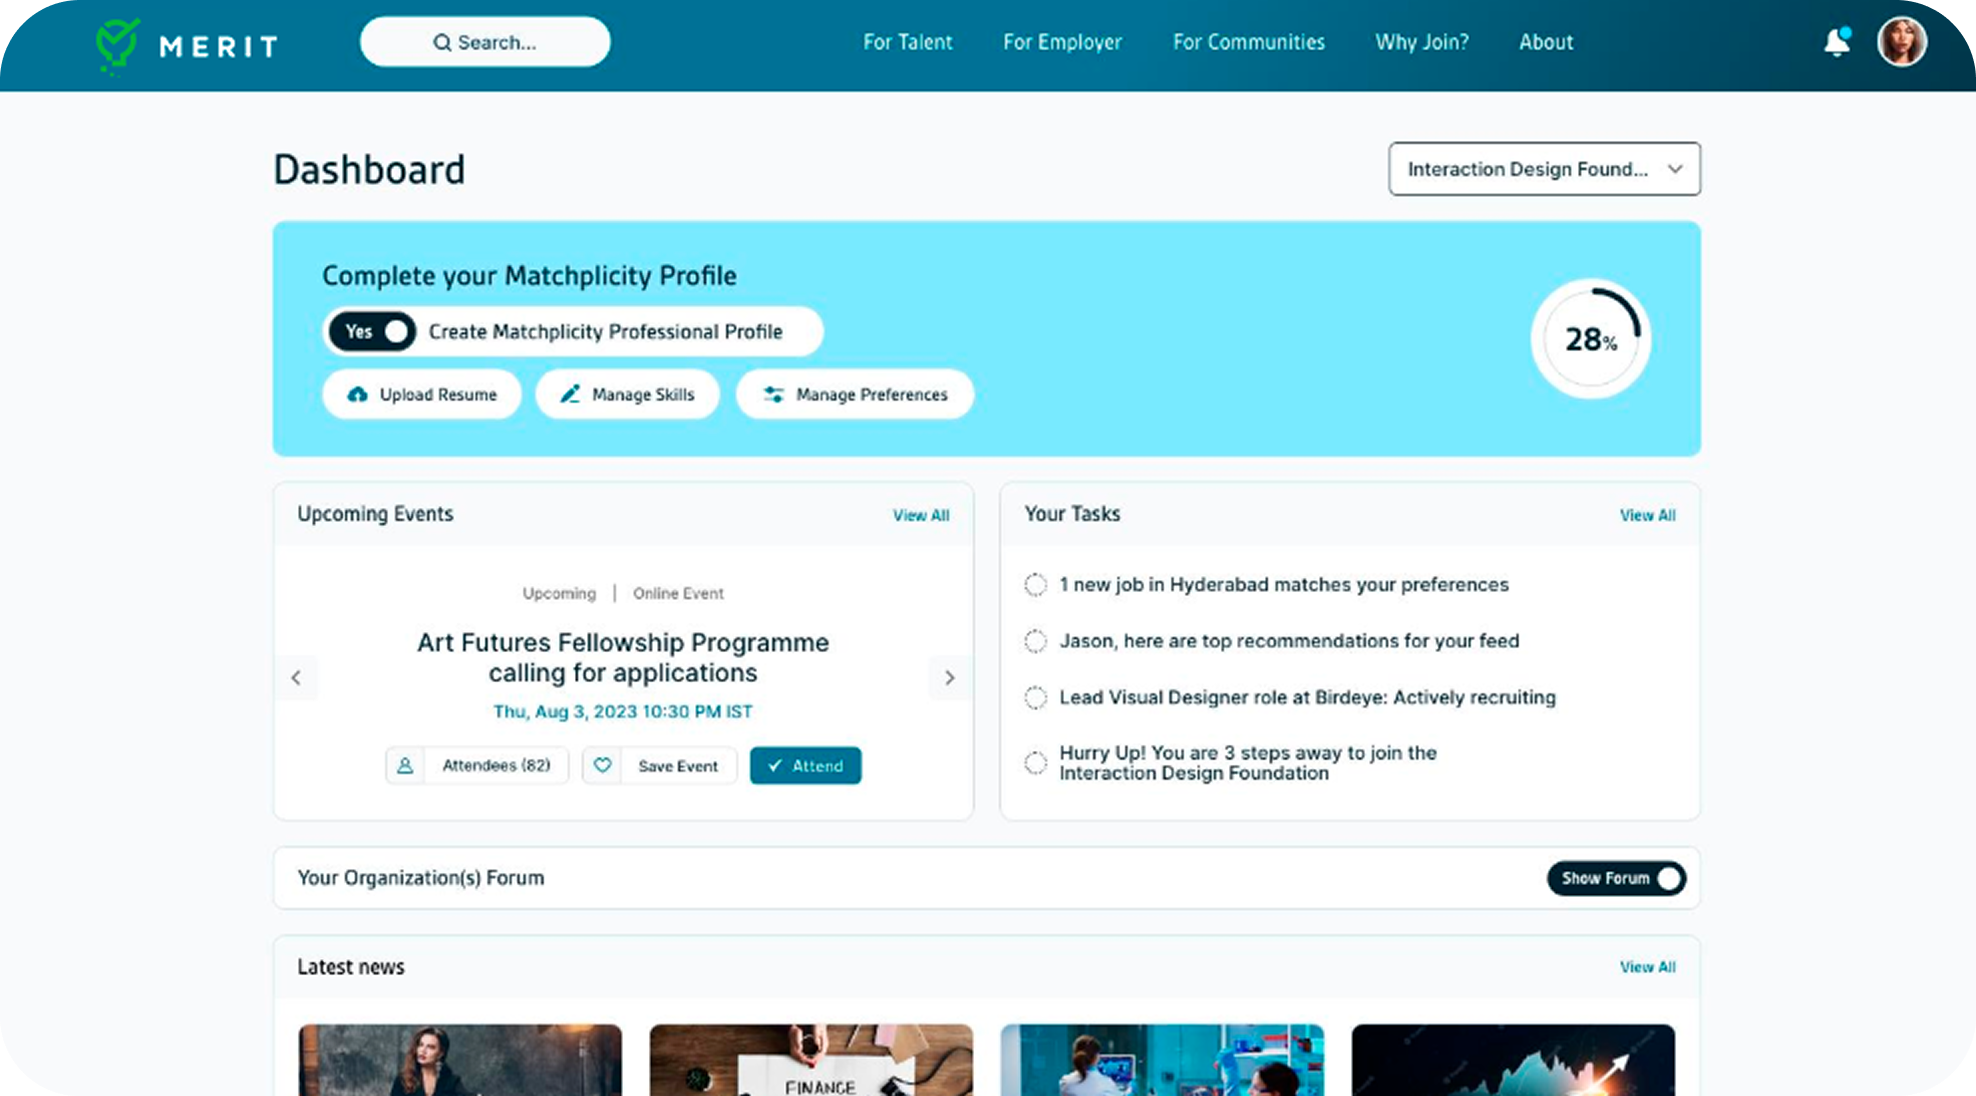 MERIT
Search...
For Talent
For Employer
For Communities
Why Join?
About
Dashboard
Interaction Design Found...
Complete your Matchplicity Profile
Yes
Create Matchplicity Professional Profile
28%
Upload Resume
Manage Skills
Manage Preferences
Upcoming Events
View All
Upcoming | Online Event
Art Futures Fellowship Programme
calling for applications
Thu, Aug 3, 2023 10:30 PM IST
Attendees (82)
Save Event
Attend
Your Tasks
View All
1 new job in Hyderabad matches your preferences
Jason, here are top recommendations for your feed
Lead Visual Designer role at Birdeye: Actively recruiting
Hurry Up! You are 3 steps away to join the
Interaction Design Foundation
Your Organization(s) Forum
Show Forum
Latest news
View All
FINANCE